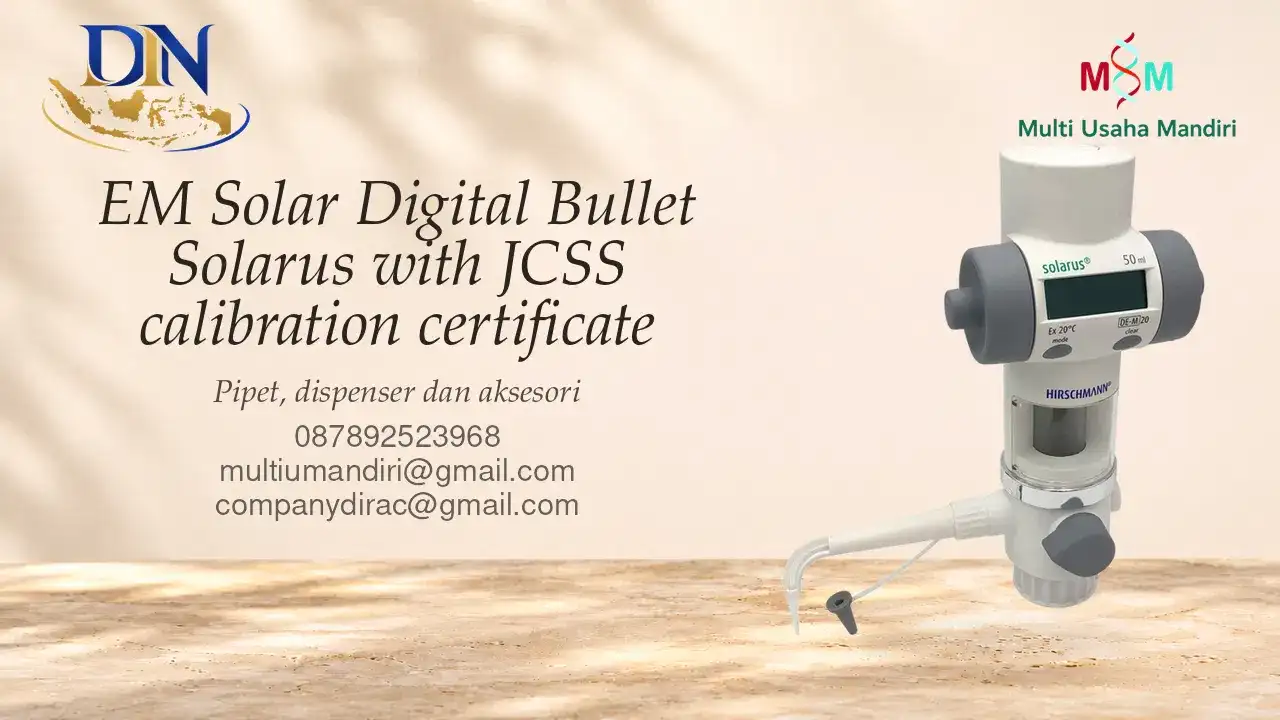 DIN
M M
Multi Usaha Mandiri
EM Solar Digital Bullet
Solarus with JCSS
calibration certificate
Pipet, dispenser dan aksesori
087892523968
multiumandiri@gmail.com
companydirac@gmail.com
solarus® 50 ml
Ex 20°C DE-M 20
mode clear
HIRSCHMANN®